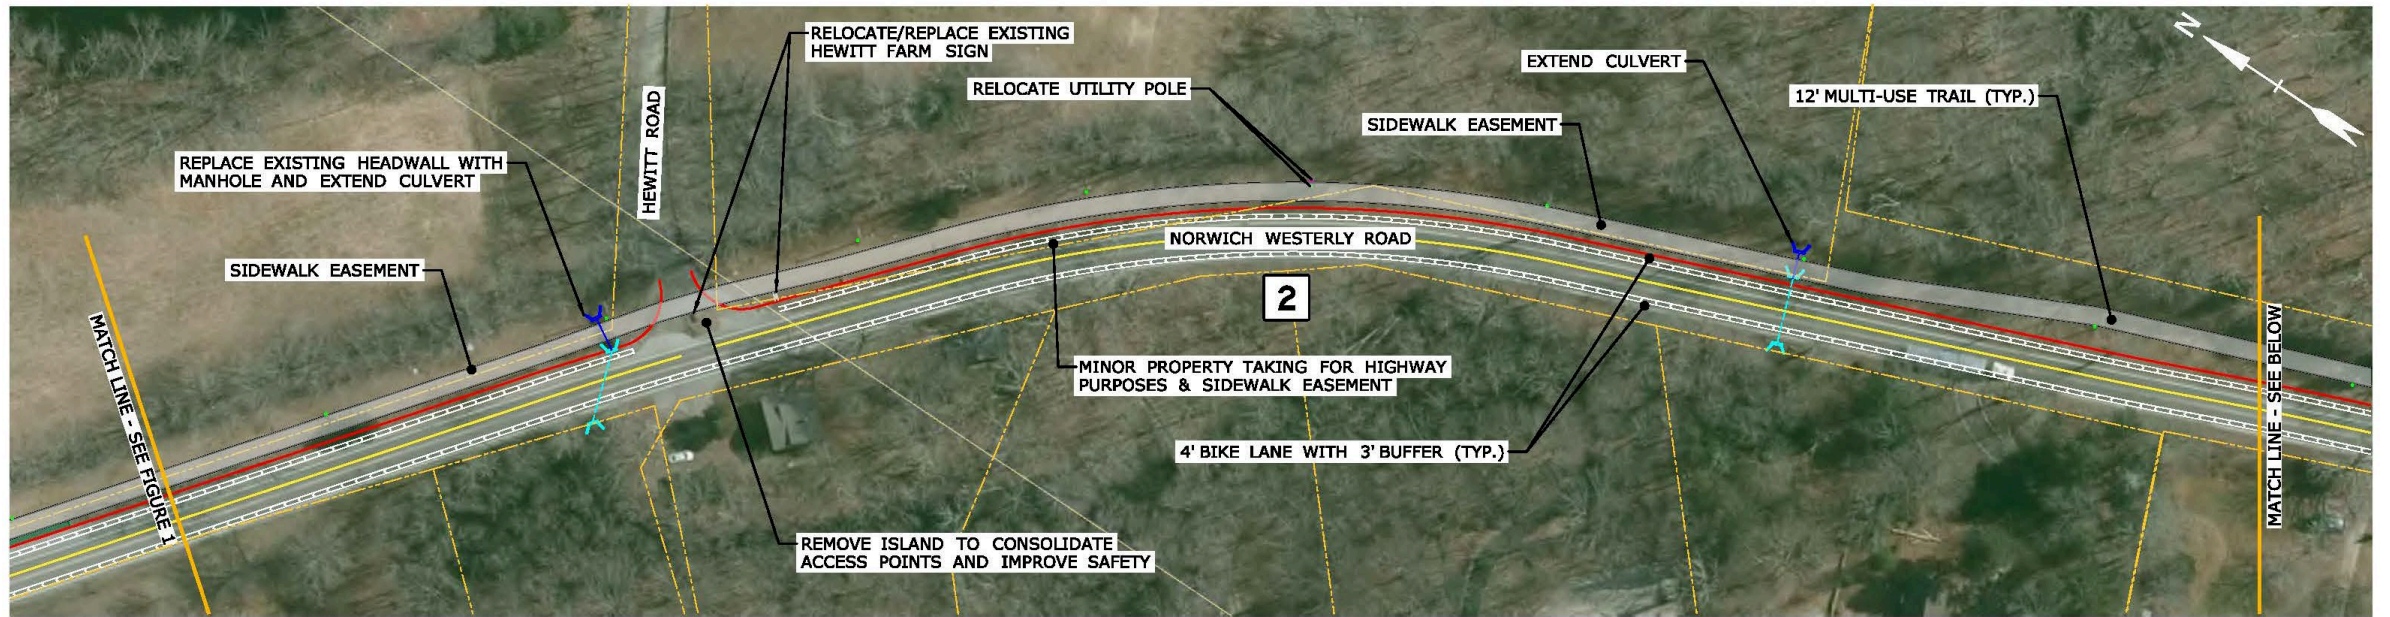 RELOCATE/REPLACE EXISTING
HEWITT FARM SIGN
N
EXTEND CULVERT
RELOCATE UTILITY POLE
12' MULTI-USE TRAIL (TYP.)
SIDEWALK EASEMENT
HEWITT ROAD
REPLACE EXISTING HEADWALL WITH
MANHOLE AND EXTEND CULVERT
SIDEWALK EASEMENT
NORWICH WESTERLY ROAD
2
MATCH LINE - SEE FIGURE 1
MINOR PROPERTY TAKING FOR HIGHWAY
PURPOSES & SIDEWALK EASEMENT
4' BIKE LANE WITH 3' BUFFER (TYP.)
MATCH LINE - SEE BELOW
REMOVE ISLAND TO CONSOLIDATE
ACCESS POINTS AND IMPROVE SAFETY